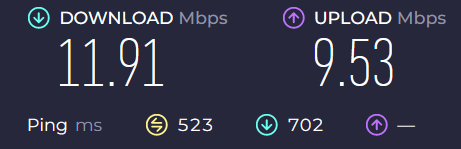 DOWNLOAD Mbps UPLOAD Mbps
11.91 9.53
Ping ms 523 702 —